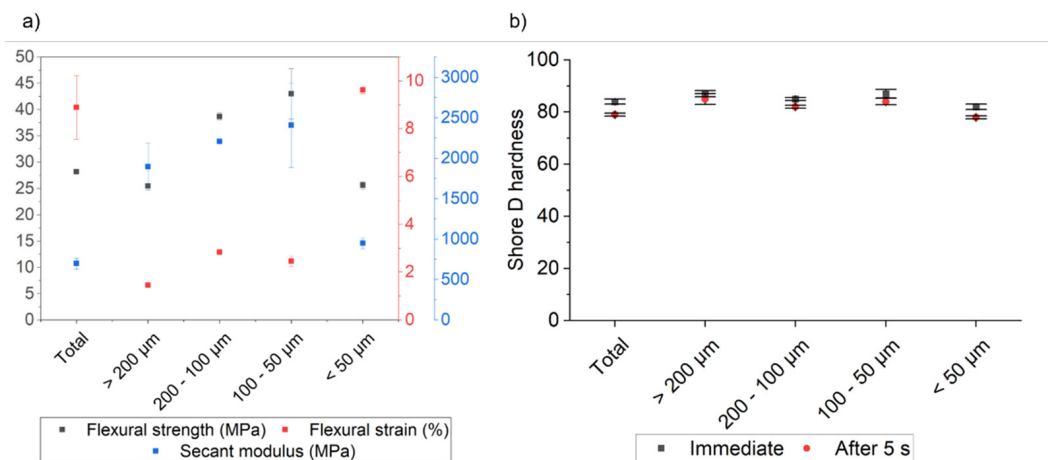 a)
50
45
40
35
30
25
20
15
10
5
0
10
8
6
4
2
0
3000
2500
2000
1500
1000
500
0
Total
> 200 µm
200 - 100 µm
100 - 50 µm
< 50 µm
Flexural strength (MPa) Flexural strain (%)
Secant modulus (MPa)
b)
Shore D hardness
100
80
60
40
20
0
Total
> 200 µm
200 - 100 µm
100 - 50 µm
< 50 µm
Immediate After 5 s